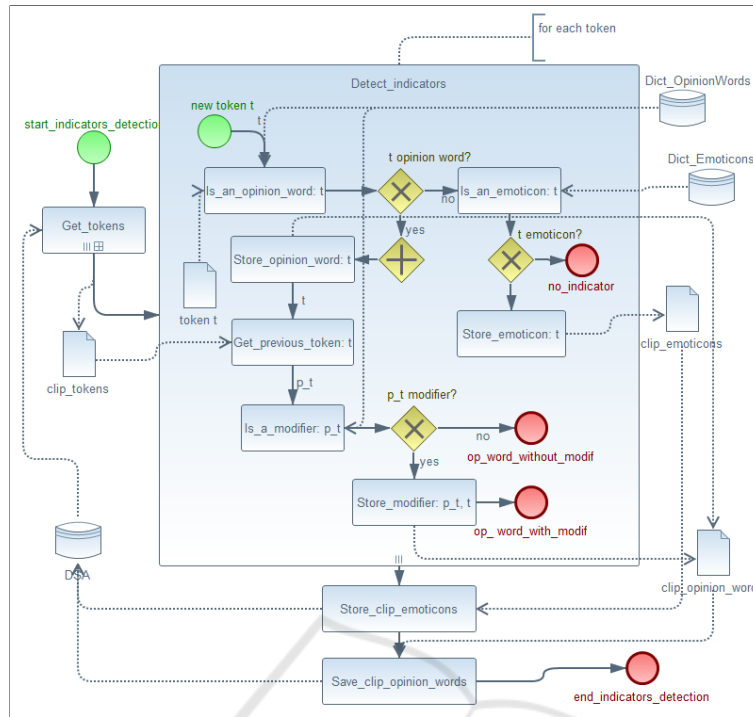 for each token
Detect_indicators
Dict_OpinionWords
new token t
t
start_indicators_detection
t opinion word?
Dict_Emoticons
Is_an_opinion_word: t
no
Is_an_emoticon: t
Get_tokens
yes
t emoticon?
Store_opinion_word: t
no_indicator
token t
t
Get_previous_token: t
Store_emoticon: t
clip_emoticons
clip_tokens
p_t
p_t modifier?
Is_a_modifier: p_t
no
op_word_without_modif
yes
Store_modifier: p_t, t
op_ word_with_modif
DSA
clip_opinion_word
Store_clip_emoticons
Save_clip_opinion_words
end_indicators_detection